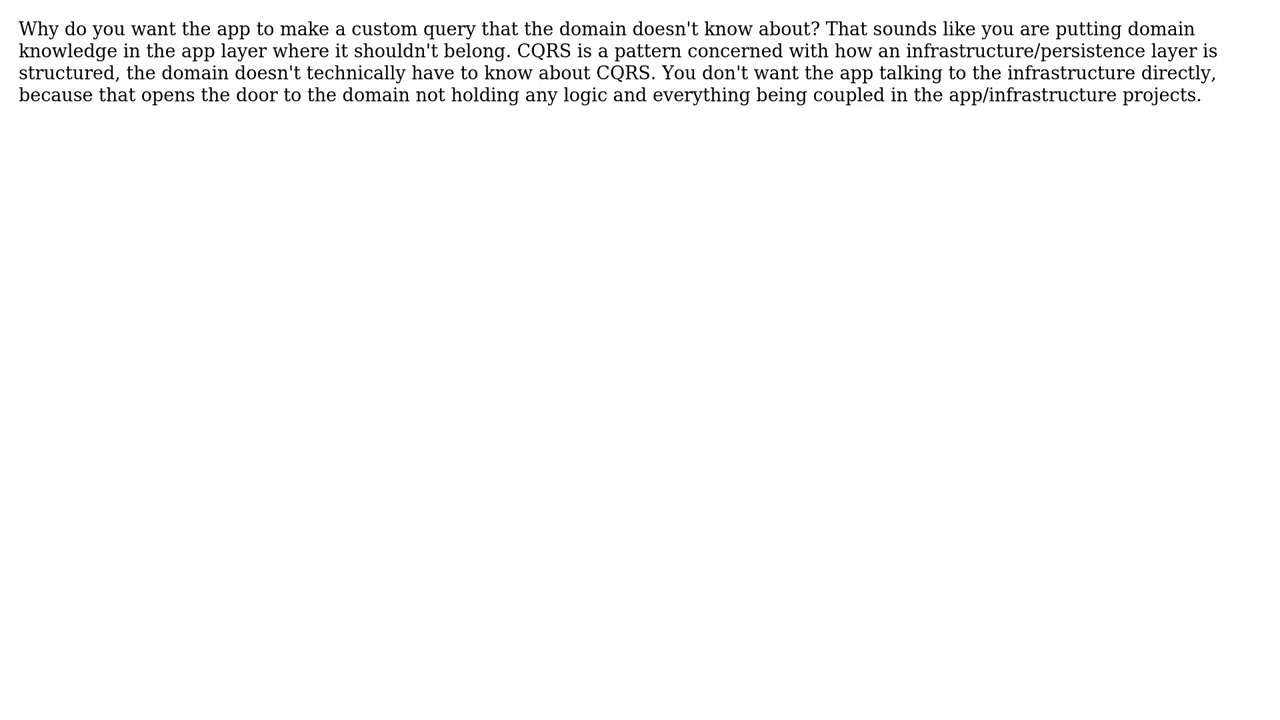 Why do you want the app to make a custom query that the domain doesn't know about? That sounds like you are putting domain
knowledge in the app layer where it shouldn't belong. CQRS is a pattern concerned with how an infrastructure/persistence layer is
structured, the domain doesn't technically have to know about CQRS. You don't want the app talking to the infrastructure directly,
because that opens the door to the domain not holding any logic and everything being coupled in the app/infrastructure projects.